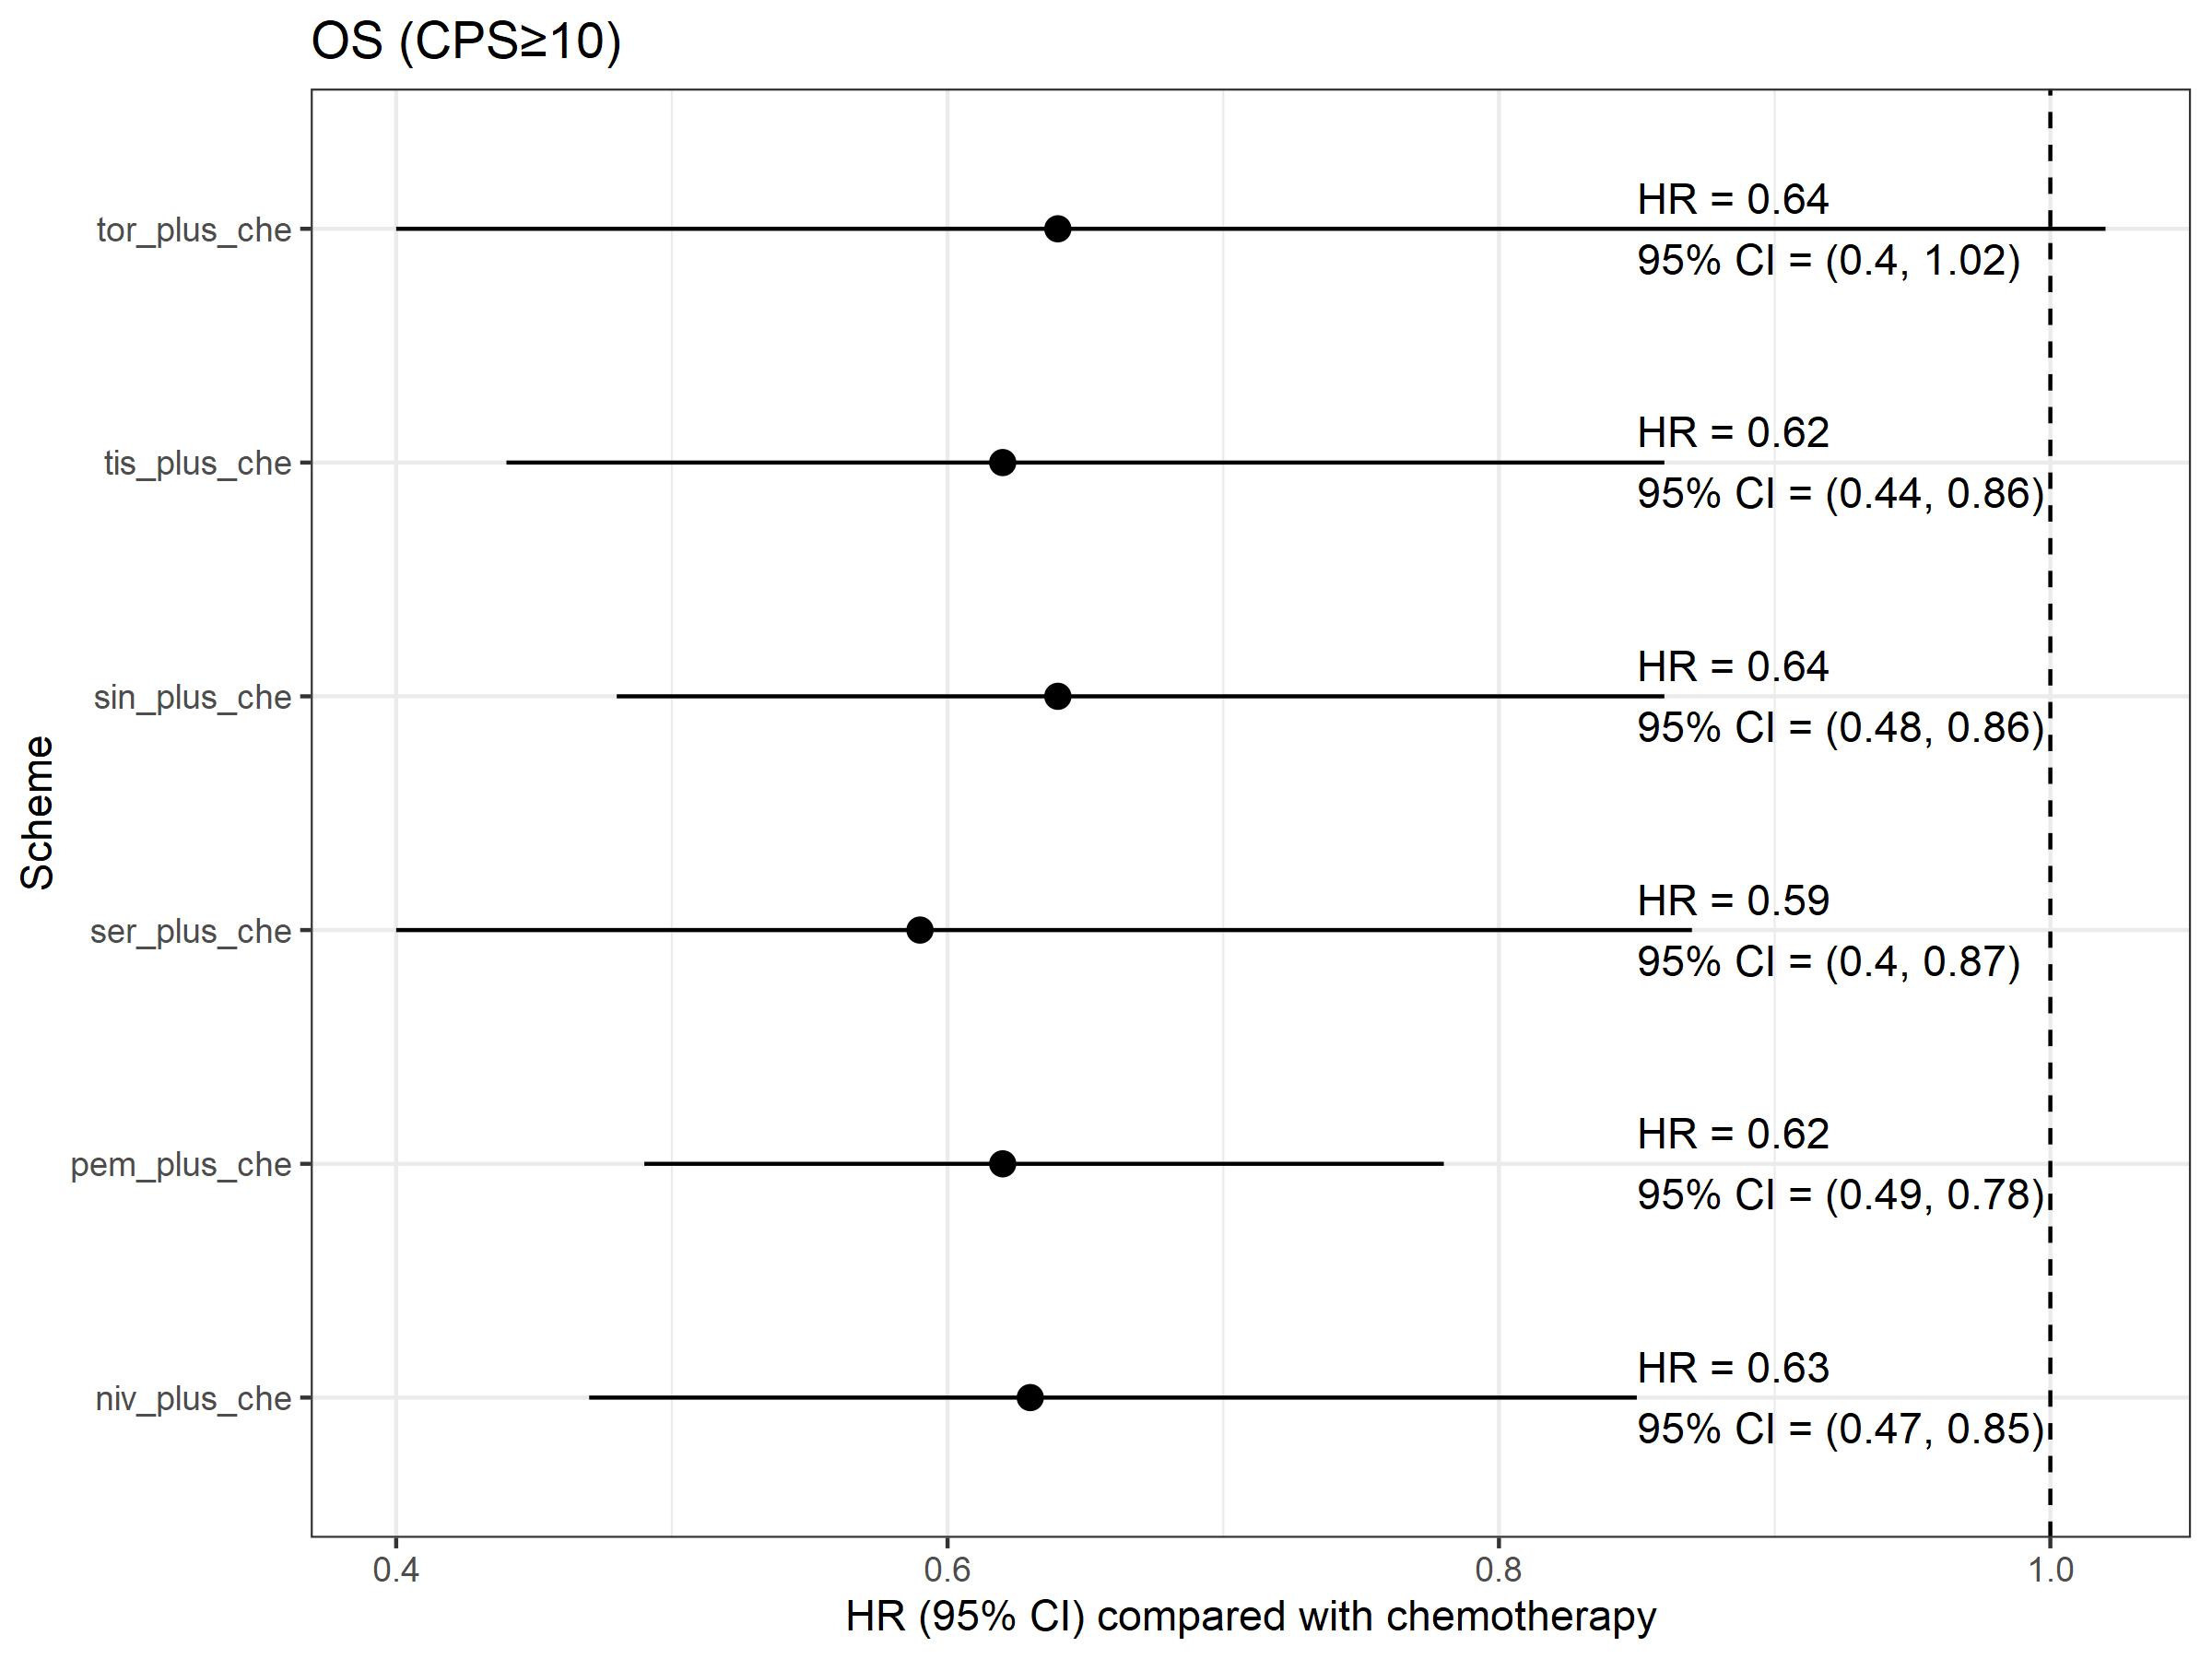 OS (CPS≥10)
Scheme
tor_plus_che
HR = 0.64
95% CI = (0.4, 1.02)
tis_plus_che
HR = 0.62
95% CI = (0.44, 0.86)
sin_plus_che
HR = 0.64
95% CI = (0.48, 0.86)
ser_plus_che
HR = 0.59
95% CI = (0.4, 0.87)
pem_plus_che
HR = 0.62
95% CI = (0.49, 0.78)
niv_plus_che
HR = 0.63
95% CI = (0.47, 0.85)
0.4 0.6 0.8 1.0
HR (95% CI) compared with chemotherapy